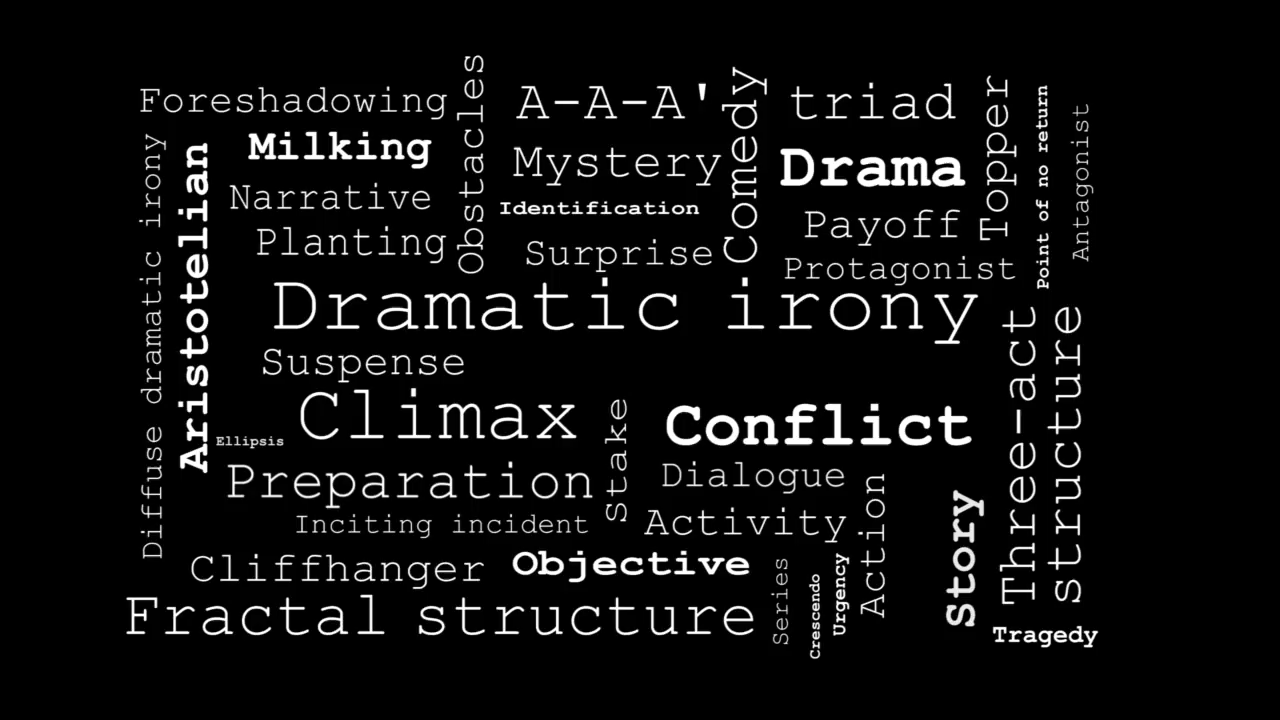 Foreshadowing
Obstacles
A-A-A'
Comedy
triad
Topper
Point of no return
Antagonist
Diffuse dramatic irony
Aristotelian
Milking
Mystery
Drama
Narrative
Identification
Payoff
Planting
Surprise
Protagonist
Dramatic irony
Suspense
Three-act
structure
Climax
Stake
Conflict
Ellipsis
Preparation
Dialogue
Action
Story
Inciting incident
Activity
Cliffhanger
Objective
Series
Crescendo
Urgency
Fractal structure
Tragedy